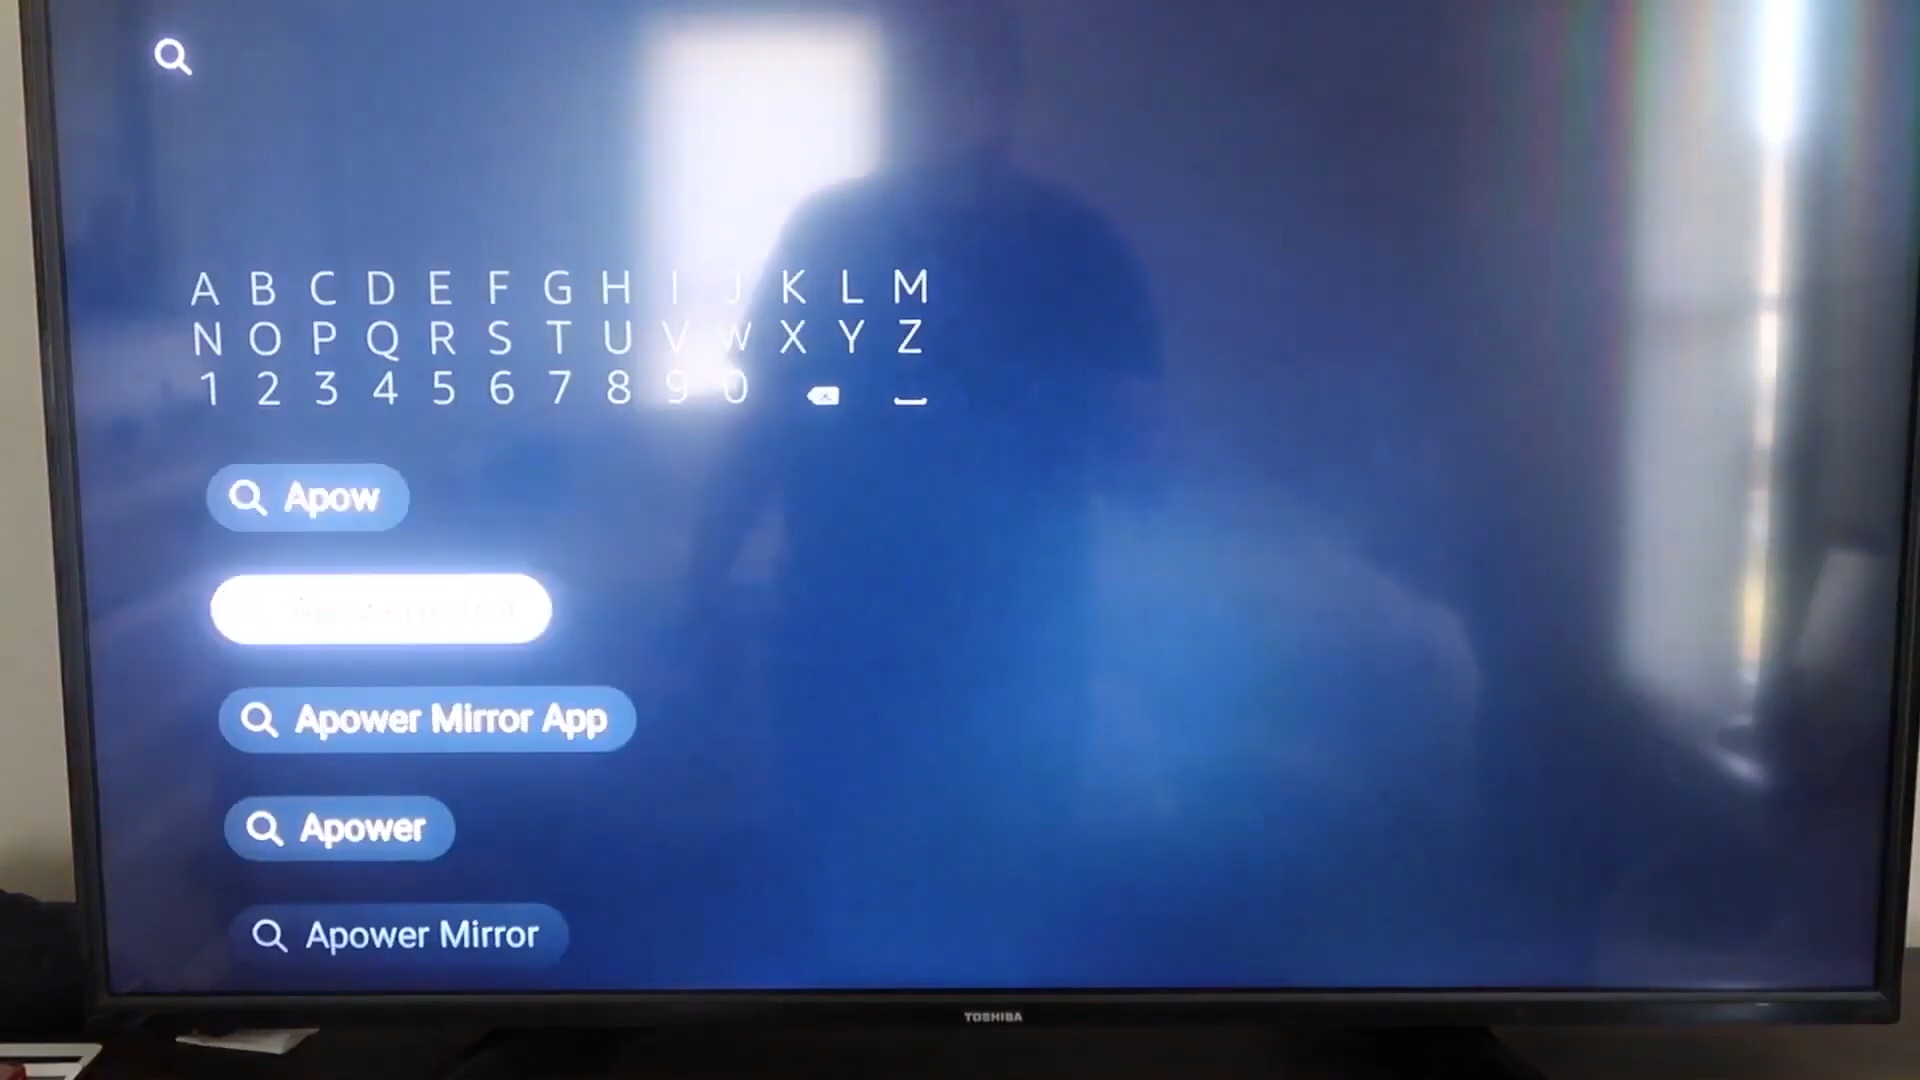 A B C D E F G H I J K L M
N O P Q R S T U V W X Y Z
1 2 3 4 5 6 7 8 9 0
Apow
Apower Mirror App
Apower
Apower Mirror
TOSHIBA